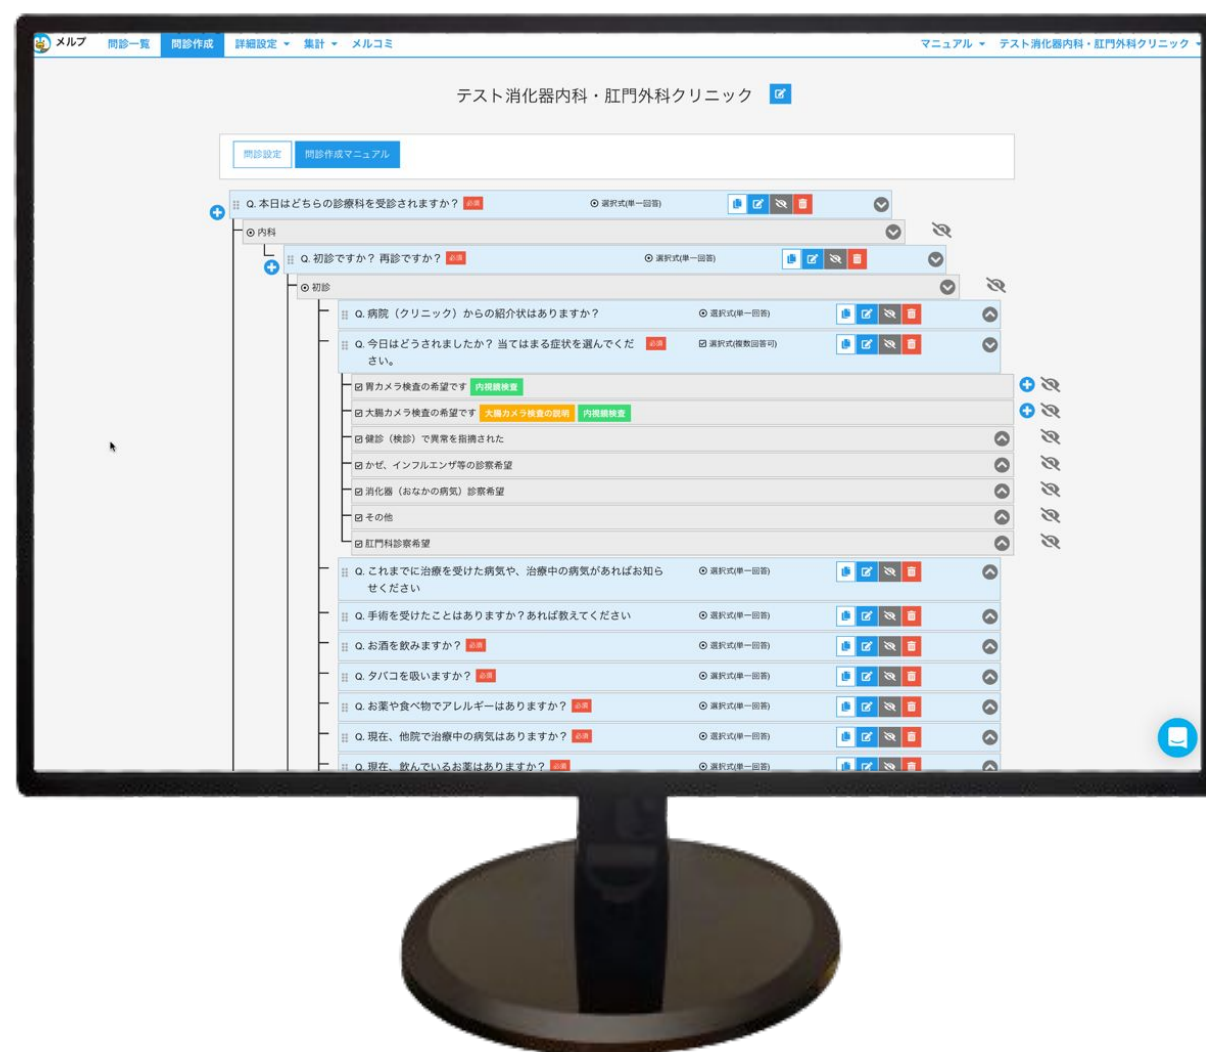 メルプ 問診一覧 問診作成 詳細設定 集計 メルコミ マニュアル テスト消化器内科・肛門外科クリニック
テスト消化器内科・肛門外科クリニック
問診設定 問診作成マニュアル
Q. 本日はどちらの診療科を受診されますか？ 必須 選択式(単一回答)
内科
Q. 初診ですか？ 再診ですか？ 必須 選択式(単一回答)
初診
Q. 病院（クリニック）からの紹介状はありますか？ 選択式(単一回答)
Q. 今日はどうされましたか？ 当てはまる症状を選んでくだ 必須 選択式(複数回答可)
さい。
胃カメラ検査の希望です 内視鏡検査
大腸カメラ検査の希望です 大腸カメラ検査の説明 内視鏡検査
健診（検診）で異常を指摘された
かぜ、インフルエンザ等の診察希望
消化器（おなかの病気）診察希望
その他
肛門科診察希望
Q. これまでに治療を受けた病気や、治療中の病気があればお知ら 選択式(単一回答)
せください
Q. 手術を受けたことはありますか？あれば教えてください 選択式(単一回答)
Q. お酒を飲みますか？ 必須 選択式(単一回答)
Q. タバコを吸いますか？ 必須 選択式(単一回答)
Q. お薬や食べ物でアレルギーはありますか？ 必須 選択式(単一回答)
Q. 現在、他院で治療中の病気はありますか？ 必須 選択式(単一回答)
Q. 現在、飲んでいるお薬はありますか？ 必須 選択式(単一回答)